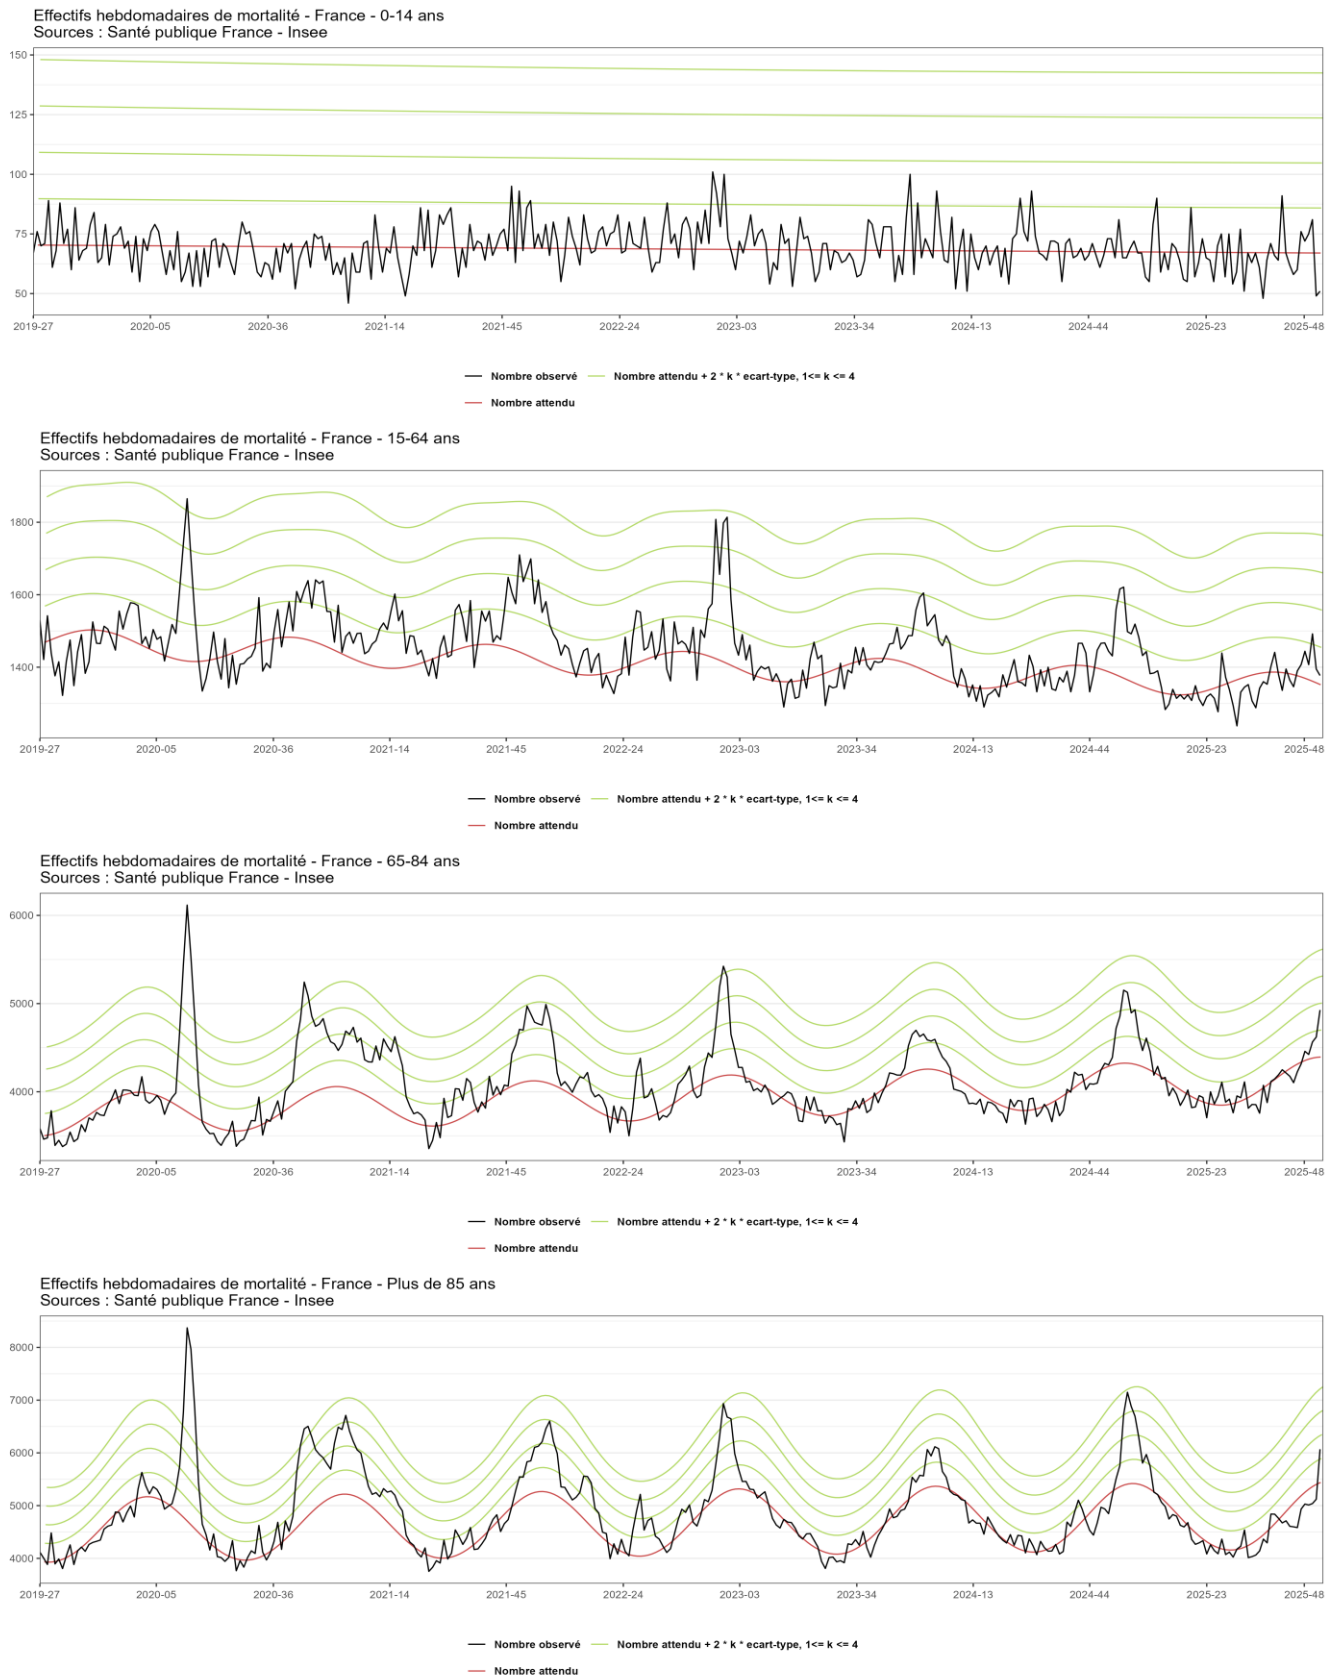 Effectifs hebdomadaires de mortalité - France - 0-14 ans
Sources : Santé publique France - Insee
150
125
100
75
50
2019-27 2020-05 2020-36 2021-14 2021-45 2022-24 2023-03 2023-34 2024-13 2024-44 2025-23 2025-48
Nombre observé Nombre attendu + 2 * k * ecart-type, 1<= k <= 4
Nombre attendu
Effectifs hebdomadaires de mortalité - France - 15-64 ans
Sources : Santé publique France - Insee
1800
1600
1400
2019-27 2020-05 2020-36 2021-14 2021-45 2022-24 2023-03 2023-34 2024-13 2024-44 2025-23 2025-48
Nombre observé Nombre attendu + 2 * k * ecart-type, 1<= k <= 4
Nombre attendu
Effectifs hebdomadaires de mortalité - France - 65-84 ans
Sources : Santé publique France - Insee
6000
5000
4000
2019-27 2020-05 2020-36 2021-14 2021-45 2022-24 2023-03 2023-34 2024-13 2024-44 2025-23 2025-48
Nombre observé Nombre attendu + 2 * k * ecart-type, 1<= k <= 4
Nombre attendu
Effectifs hebdomadaires de mortalité - France - Plus de 85 ans
Sources : Santé publique France - Insee
8000
7000
6000
5000
4000
2019-27 2020-05 2020-36 2021-14 2021-45 2022-24 2023-03 2023-34 2024-13 2024-44 2025-23 2025-48
Nombre observé Nombre attendu + 2 * k * ecart-type, 1<= k <= 4
Nombre attendu